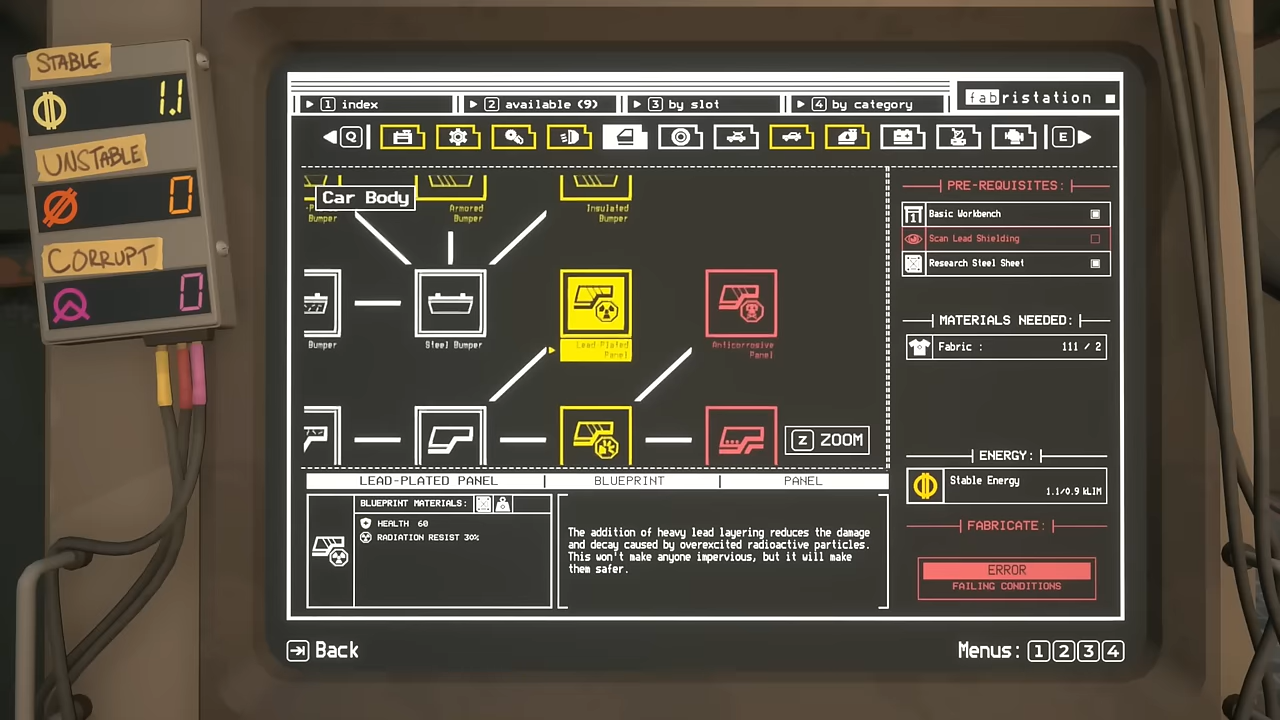 STABLE
1.1
UNSTABLE
0
CORRUPT
0
1 index
2 available (9)
3 by slot
4 by category
fabristation
Q
E
Car Body
Bumper
Armored
Bumper
Insulated
Bumper
Bumper
Steel Bumper
Lead-Plated
Panel
Anticorrosive
Panel
Z ZOOM
LEAD-PLATED PANEL
BLUEPRINT
PANEL
BLUEPRINT MATERIALS:
HEALTH 60
RADIATION RESIST 30%
The addition of heavy lead layering reduces the damage
and decay caused by overexcited radioactive particles.
This won't make anyone impervious, but it will make
them safer.
PRE-REQUISITES:
Basic Workbench
Scan Lead Shielding
Research Steel Sheet
MATERIALS NEEDED:
Fabric : 111 / 2
ENERGY:
Stable Energy
1.1/0.9 kLIM
FABRICATE:
ERROR
FAILING CONDITIONS
Back
Menus: 1 2 3 4